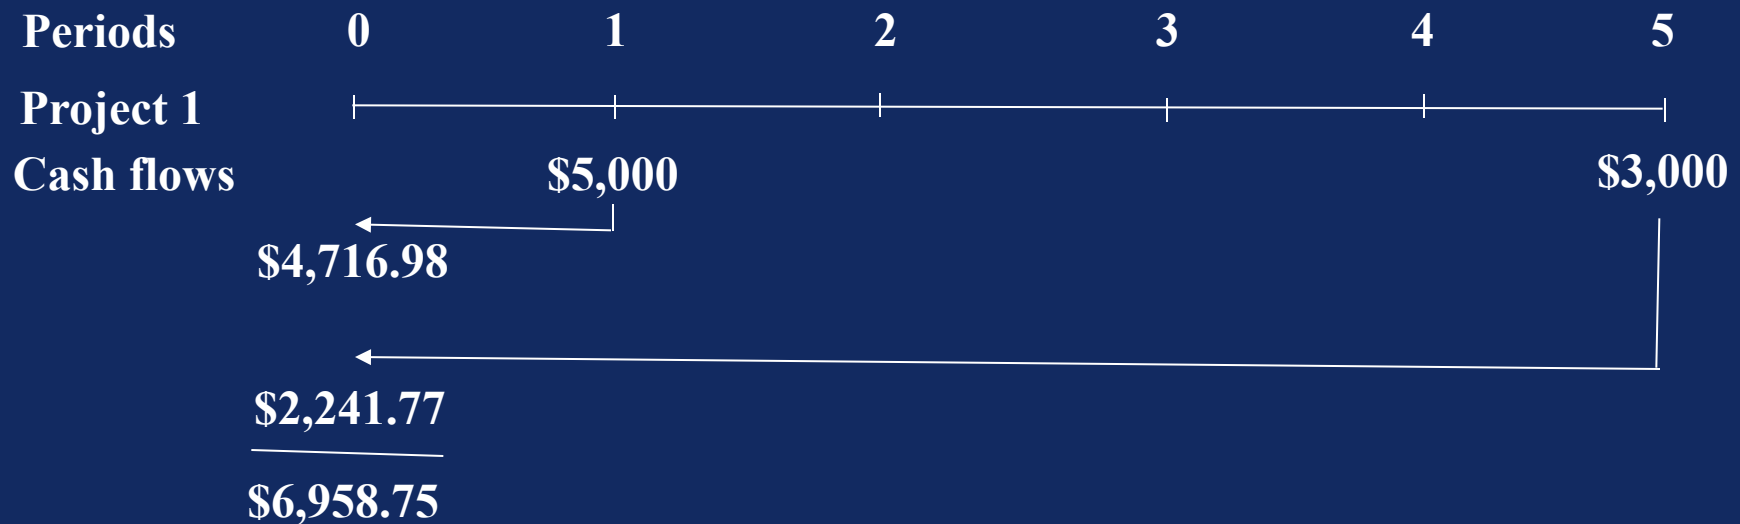 Periods 0 1 2 3 4 5
Project 1
Cash flows $5,000 $3,000
$4,716.98
$2,241.77
$6,958.75